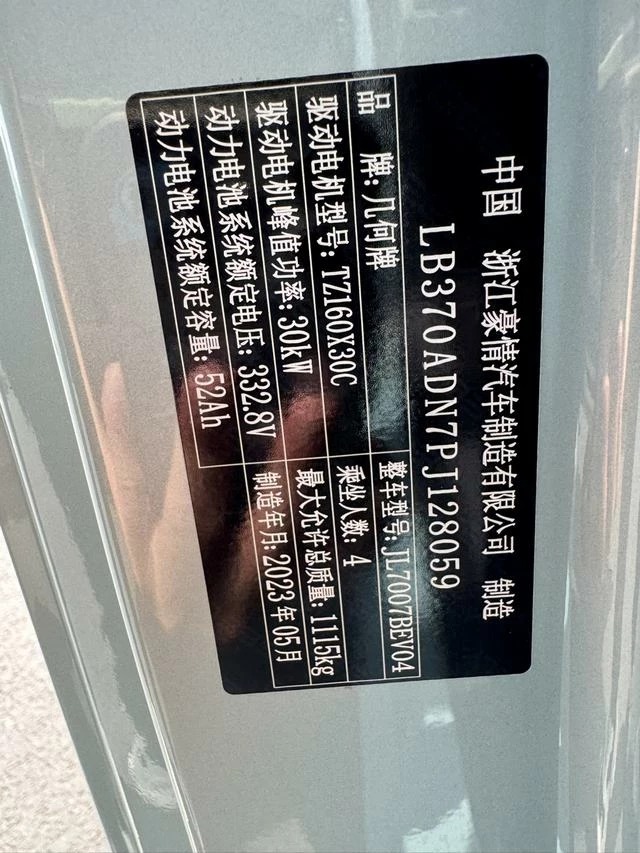 中国 浙江豪情汽车制造有限公司 制造
LB370ADN7PJ128059
品 牌: 几何牌
整车型号: JL7007BEV04
驱动电机型号: TZ160X30C
乘坐人数: 4
驱动电机峰值功率: 30kW
最大允许总质量: 1115kg
动力电池系统额定电压: 332.8V
制造年月: 2023年05月
动力电池系统额定容量: 52Ah